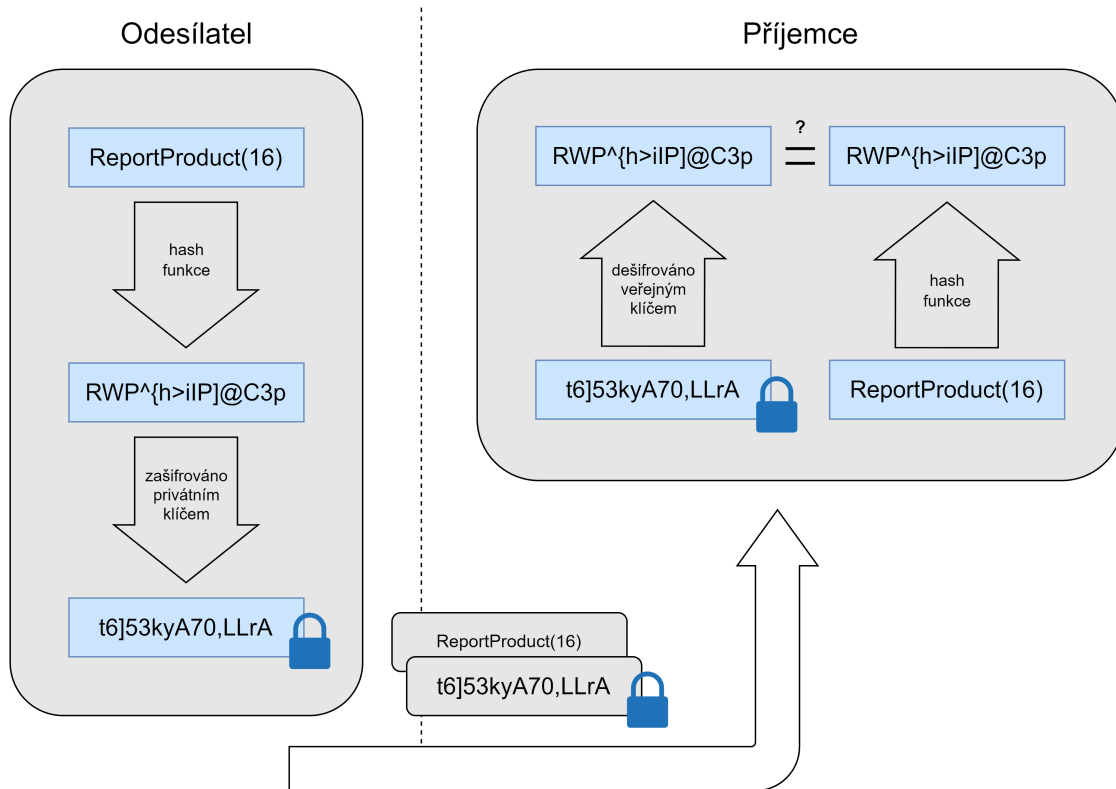 Odesílatel
ReportProduct(16)
hash
funkce
RWP^{h>iIP]@C3p
zašifrováno
privátním
klíčem
t6]53kyA70,LLrA
ReportProduct(16)
t6]53kyA70,LLrA
Příjemce
RWP^{h>iIP]@C3p
?
=
RWP^{h>iIP]@C3p
dešifrováno
veřejným
klíčem
hash
funkce
t6]53kyA70,LLrA
ReportProduct(16)